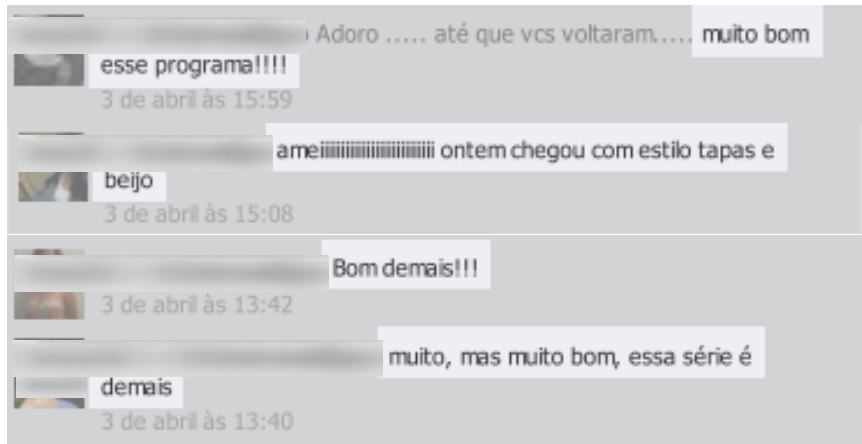 Adoro ..... até que vcs voltaram..... muito bom
esse programa!!!!
3 de abril às 15:59
ameiiiiiiiiiiiiiiiiiiiiiiii ontem chegou com estilo tapas e
beijo
3 de abril às 15:08
Bom demais!!!
3 de abril às 13:42
muito, mas muito bom, essa série é
demais
3 de abril às 13:40